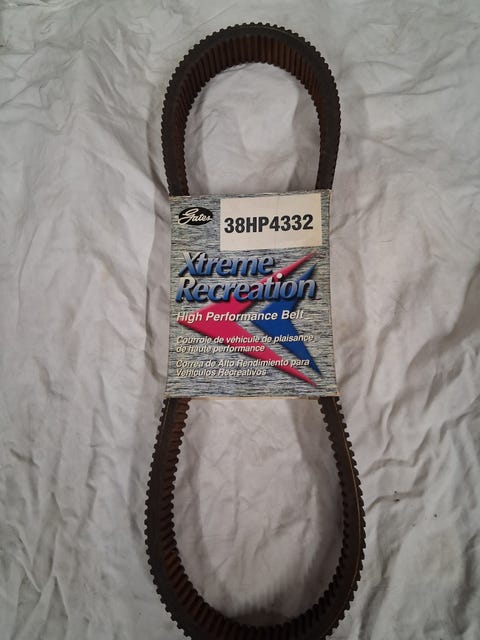 Gates
38HP4332
Xtreme
Recreation
High Performance Belt
Courroie de véhicule de plaisance
de haute performance
Correa de Alto Rendimiento para
Vehículos Recreativos